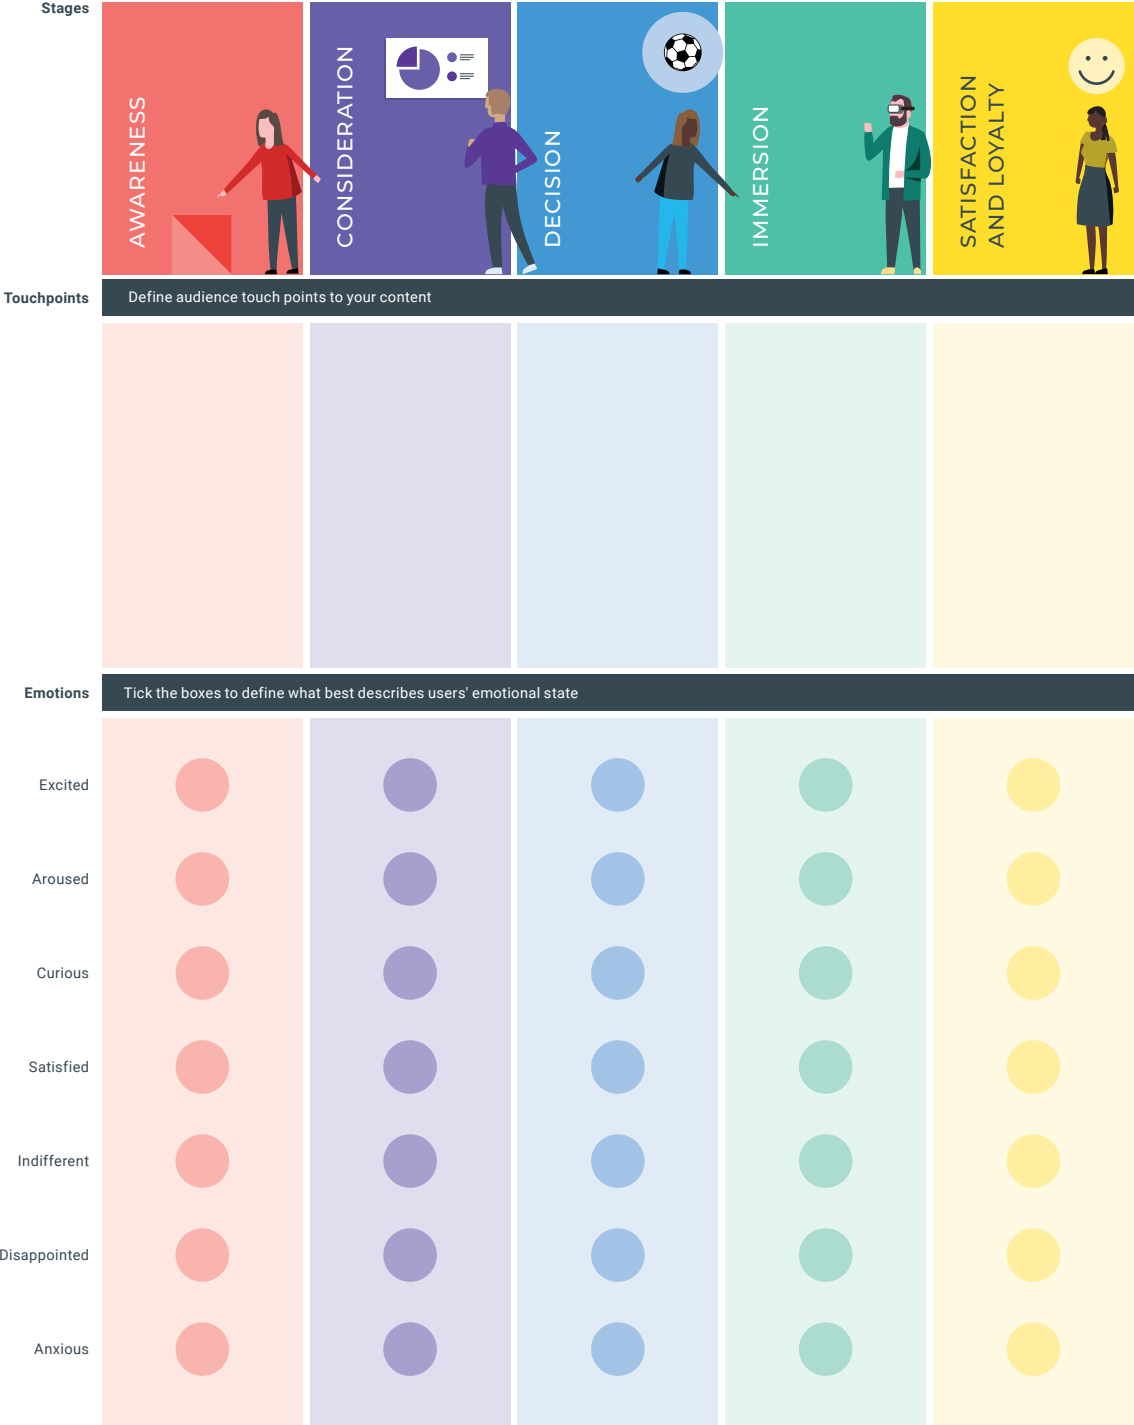 Stages
AWARENESS
CONSIDERATION
DECISION
IMMERSION
SATISFACTION
AND LOYALTY
Touchpoints
Define audience touch points to your content
Emotions
Tick the boxes to define what best describes users' emotional state
Excited
Aroused
Curious
Satisfied
Indifferent
Disappointed
Anxious